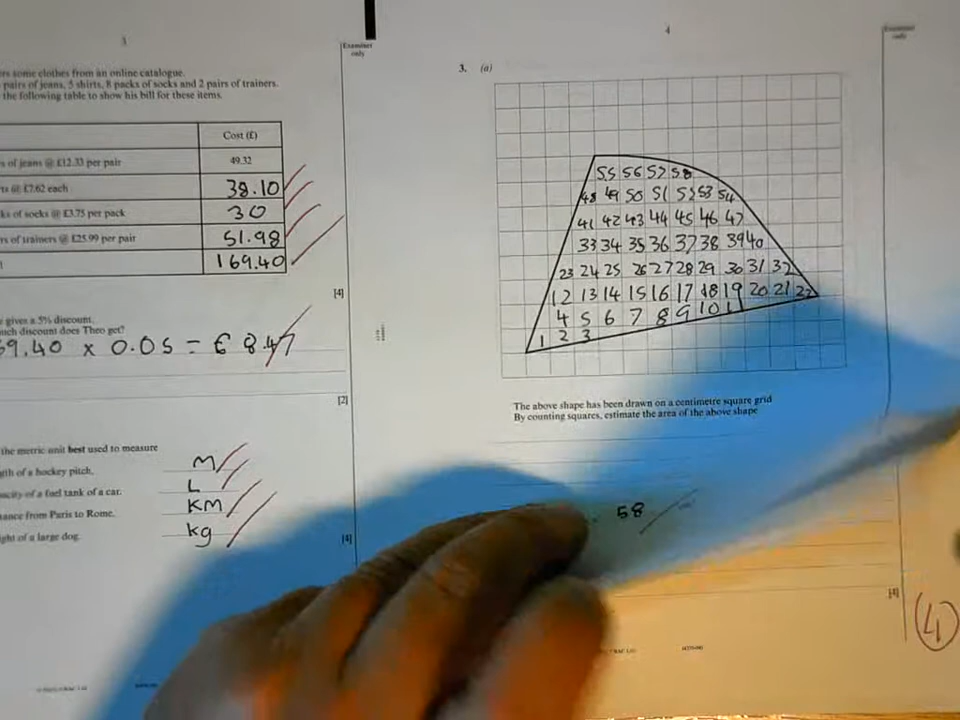 3
Examiner
only
rs some clothes from an online catalogue.
pairs of jeans, 5 shirts, 8 packs of socks and 2 pairs of trainers.
the following table to show his bill for these items.
Cost (£)
s of jeans @ £12.33 per pair 49.32
ts @ £7.62 each 38.10
ks of socks @ £3.75 per pack 30
rs of trainers @ £25.99 per pair 51.98
l 169.40
[4]
gives a 5% discount.
much discount does Theo get?
69.40 x 0.05 = £ 8.47
[2]
the metric unit best used to measure
gth of a hockey pitch, M
acity of a fuel tank of a car. L
tance from Paris to Rome. KM
ight of a large dog. kg
[4]
4
Examiner
only
3. (a)
55 56 57 58
48 49 50 51 52 53 54
41 42 43 44 45 46 47
33 34 35 36 37 38 39 40
23 24 25 26 27 28 29 30 31 32
12 13 14 15 16 17 18 19 20 21 22
4 5 6 7 8 9 10 11
1 2 3
The above shape has been drawn on a centimetre square grid
By counting squares, estimate the area of the above shape
58
[4]
(4)